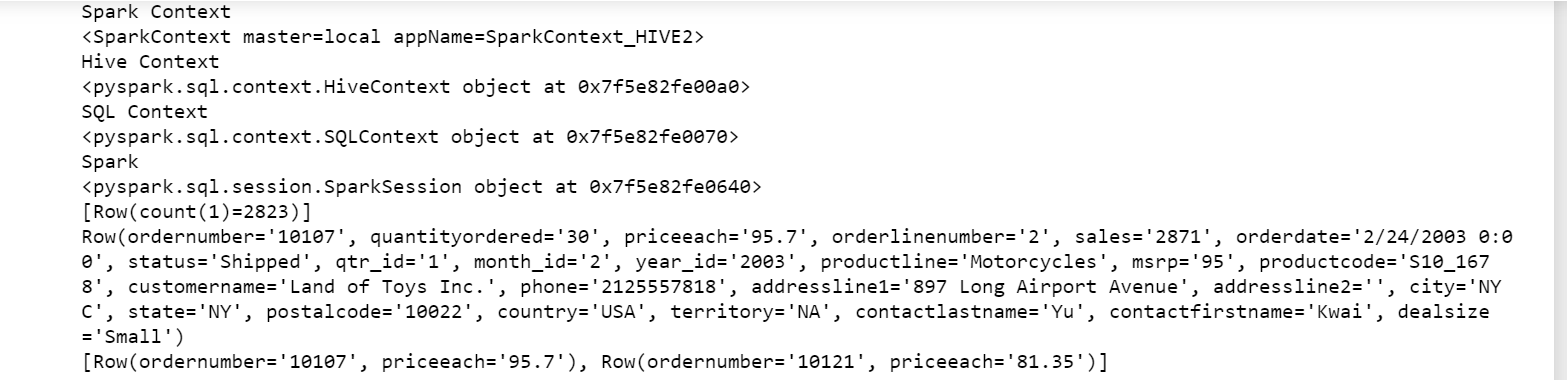 Spark Context
<SparkContext master=local appName=SparkContext_HIVE2>
Hive Context
<pyspark.sql.context.HiveContext object at 0x7f5e82fe00a0>
SQL Context
<pyspark.sql.context.SQLContext object at 0x7f5e82fe0070>
Spark
<pyspark.sql.session.SparkSession object at 0x7f5e82fe0640>
[Row(count(1)=2823)]
Row(ordernumber='10107', quantityordered='30', priceeach='95.7', orderlinenumber='2', sales='2871', orderdate='2/24/2003 0:0
0', status='Shipped', qtr_id='1', month_id='2', year_id='2003', productline='Motorcycles', msrp='95', productcode='S10_167
8', customername='Land of Toys Inc.', phone='2125557818', addressline1='897 Long Airport Avenue', addressline2='', city='NY
C', state='NY', postalcode='10022', country='USA', territory='NA', contactlastname='Yu', contactfirstname='Kwai', dealsize
='Small')
[Row(ordernumber='10107', priceeach='95.7'), Row(ordernumber='10121', priceeach='81.35')]